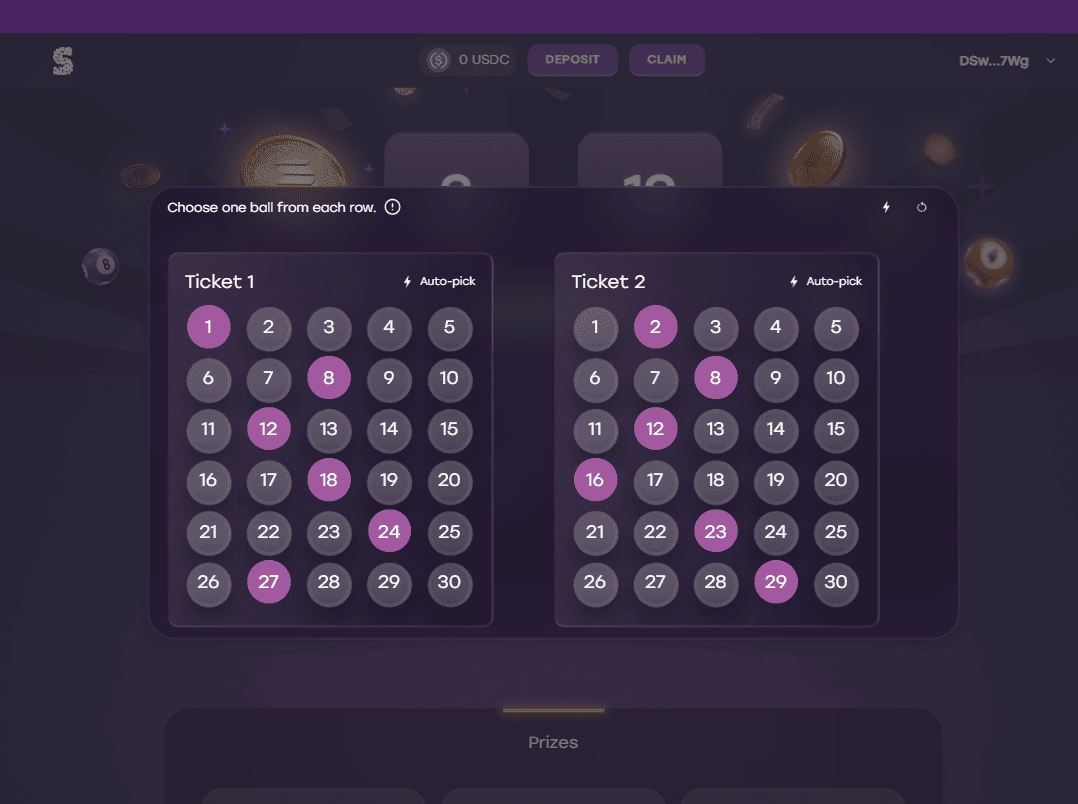 S
0 USDC
DEPOSIT
CLAIM
DSw...7Wg
8
Choose one ball from each row.
Ticket 1
Auto-pick
1 2 3 4 5
6 7 8 9 10
11 12 13 14 15
16 17 18 19 20
21 22 23 24 25
26 27 28 29 30
Ticket 2
Auto-pick
1 2 3 4 5
6 7 8 9 10
11 12 13 14 15
16 17 18 19 20
21 22 23 24 25
26 27 28 29 30
Prizes